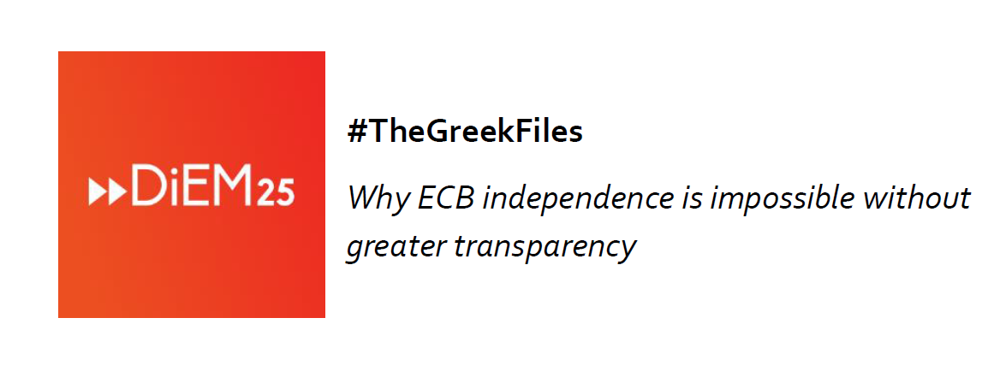 DiEM25
#TheGreekFiles
Why ECB independence is impossible without
greater transparency